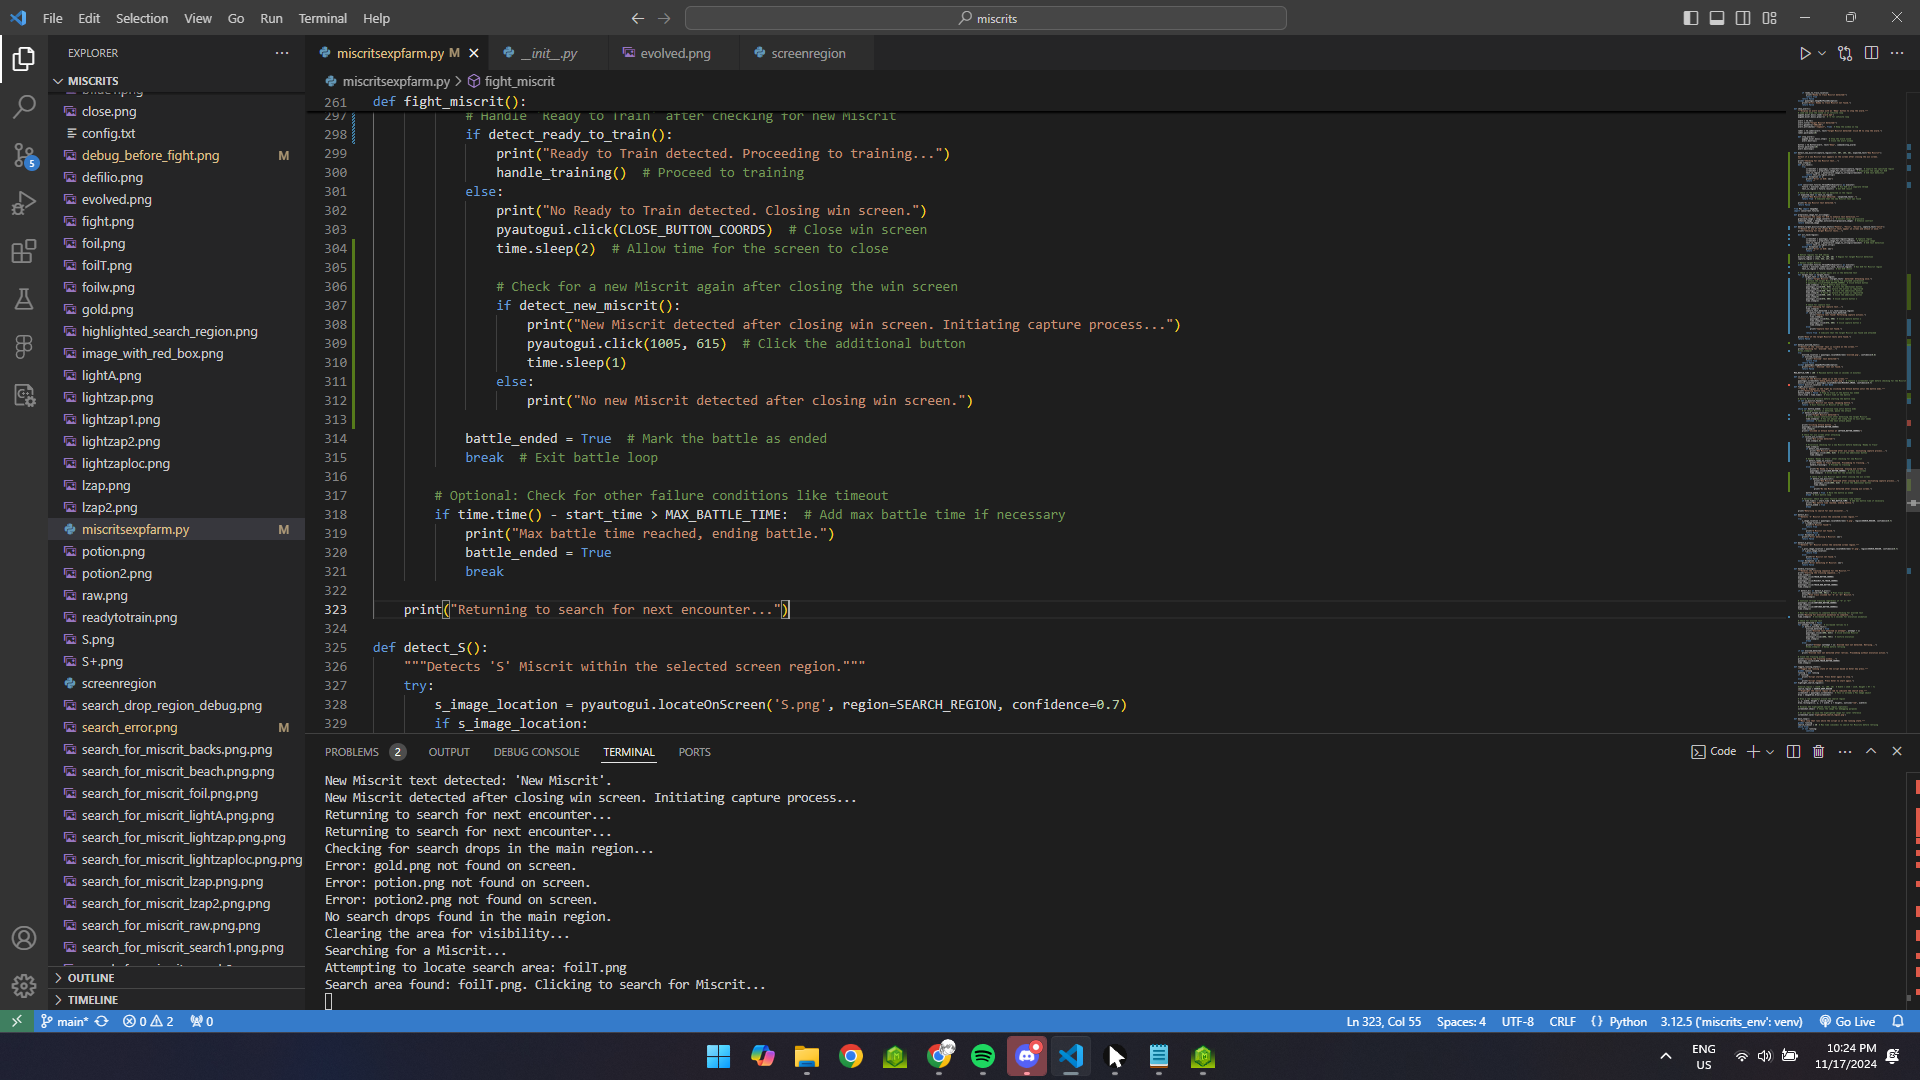 File Edit Selection View Go Run Terminal Help
miscrits
EXPLORER
miscritsexpfarm.py M
__init__.py
evolved.png
screenregion
MISCRITS
miscritsexpfarm.py > fight_miscrit
close.png
config.txt
debug_before_fight.png M
defilio.png
evolved.png
fight.png
foil.png
foilT.png
foilw.png
gold.png
highlighted_search_region.png
image_with_red_box.png
lightA.png
lightzap.png
lightzap1.png
lightzap2.png
lightzaploc.png
lzap.png
lzap2.png
miscritsexpfarm.py M
potion.png
potion2.png
raw.png
readytotrain.png
S.png
S+.png
screenregion
search_drop_region_debug.png
search_error.png M
search_for_miscrit_backs.png.png
search_for_miscrit_beach.png.png
search_for_miscrit_foil.png.png
search_for_miscrit_lightA.png.png
search_for_miscrit_lightzap.png.png
search_for_miscrit_lightzaploc.png.png
search_for_miscrit_lzap.png.png
search_for_miscrit_lzap2.png.png
search_for_miscrit_raw.png.png
search_for_miscrit_search1.png.png
OUTLINE
TIMELINE
261 def fight_miscrit():
297 # Handle 'Ready to Train' after checking for new Miscrit
298 if detect_ready_to_train():
299 print("Ready to Train detected. Proceeding to training...")
300 handle_training()  # Proceed to training
301 else:
302 print("No Ready to Train detected. Closing win screen.")
303 pyautogui.click(CLOSE_BUTTON_COORDS)  # Close win screen
304 time.sleep(2)  # Allow time for the screen to close
305
306 # Check for a new Miscrit again after closing the win screen
307 if detect_new_miscrit():
308 print("New Miscrit detected after closing win screen. Initiating capture process...")
309 pyautogui.click(1005, 615)  # Click the additional button
310 time.sleep(1)
311 else:
312 print("No new Miscrit detected after closing win screen.")
313
314 battle_ended = True  # Mark the battle as ended
315 break  # Exit battle loop
316
317 # Optional: Check for other failure conditions like timeout
318 if time.time() - start_time > MAX_BATTLE_TIME:  # Add max battle time if necessary
319 print("Max battle time reached, ending battle.")
320 battle_ended = True
321 break
322
323 print("Returning to search for next encounter...")
324
325 def detect_S():
326 """Detects 'S' Miscrit within the selected screen region."""
327 try:
328 s_image_location = pyautogui.locateOnScreen('S.png', region=SEARCH_REGION, confidence=0.7)
329 if s_image_location:
PROBLEMS 2 OUTPUT DEBUG CONSOLE TERMINAL PORTS
Code
New Miscrit text detected: 'New Miscrit'.
New Miscrit detected after closing win screen. Initiating capture process...
Returning to search for next encounter...
Returning to search for next encounter...
Checking for search drops in the main region...
Error: gold.png not found on screen.
Error: potion.png not found on screen.
Error: potion2.png not found on screen.
No search drops found in the main region.
Clearing the area for visibility...
Searching for a Miscrit...
Attempting to locate search area: foilT.png
Search area found: foilT.png. Clicking to search for Miscrit...
5
main* 0 2 0
Ln 323, Col 55 Spaces: 4 UTF-8 CRLF {} Python 3.12.5 ('miscrits_env': venv) Go Live
ENG
US
10:24 PM
11/17/2024